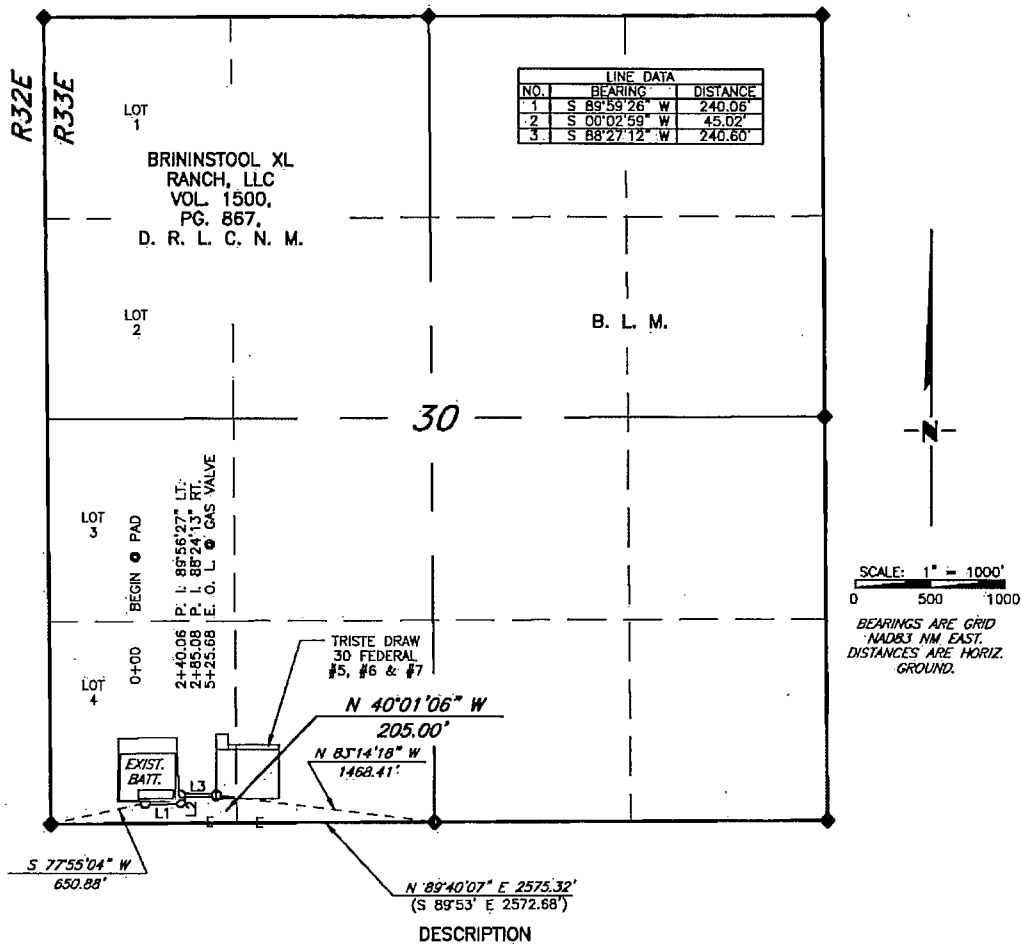 R32E
R33E
LOT
1
BRININSTOOL XL
RANCH, LLC
VOL. 1500,
PG. 867,
D. R. L. C. N. M.
LINE DATA
NO. BEARING DISTANCE
1 S 89°59'26" W 240.06'
2 S 00°02'59" W 45.02'
3 S 88°27'12" W 240.60'
LOT
2
B. L. M.
30
N
LOT
3
0+00 BEGIN @ PAD
2+40.06 P. I. 89°56'27" LT.
2+85.08 P. I. 88°24'13" RT.
5+25.68 E. O. L @ GAS VALVE
SCALE: 1" = 1000'
0 500 1000
BEARINGS ARE GRID
NAD83 NM EAST.
DISTANCES ARE HORIZ.
GROUND.
LOT
4
TRISTE DRAW
30 FEDERAL
#5, #6 & #7
N 40°01'06" W
205.00'
N 83°14'18" W
1468.41'
EXIST.
BATT.
L3
L1
L2
E E
S 77°55'04" W
650.88'
N 89°40'07" E 2575.32'
(S 89°53' E 2572.68')
DESCRIPTION